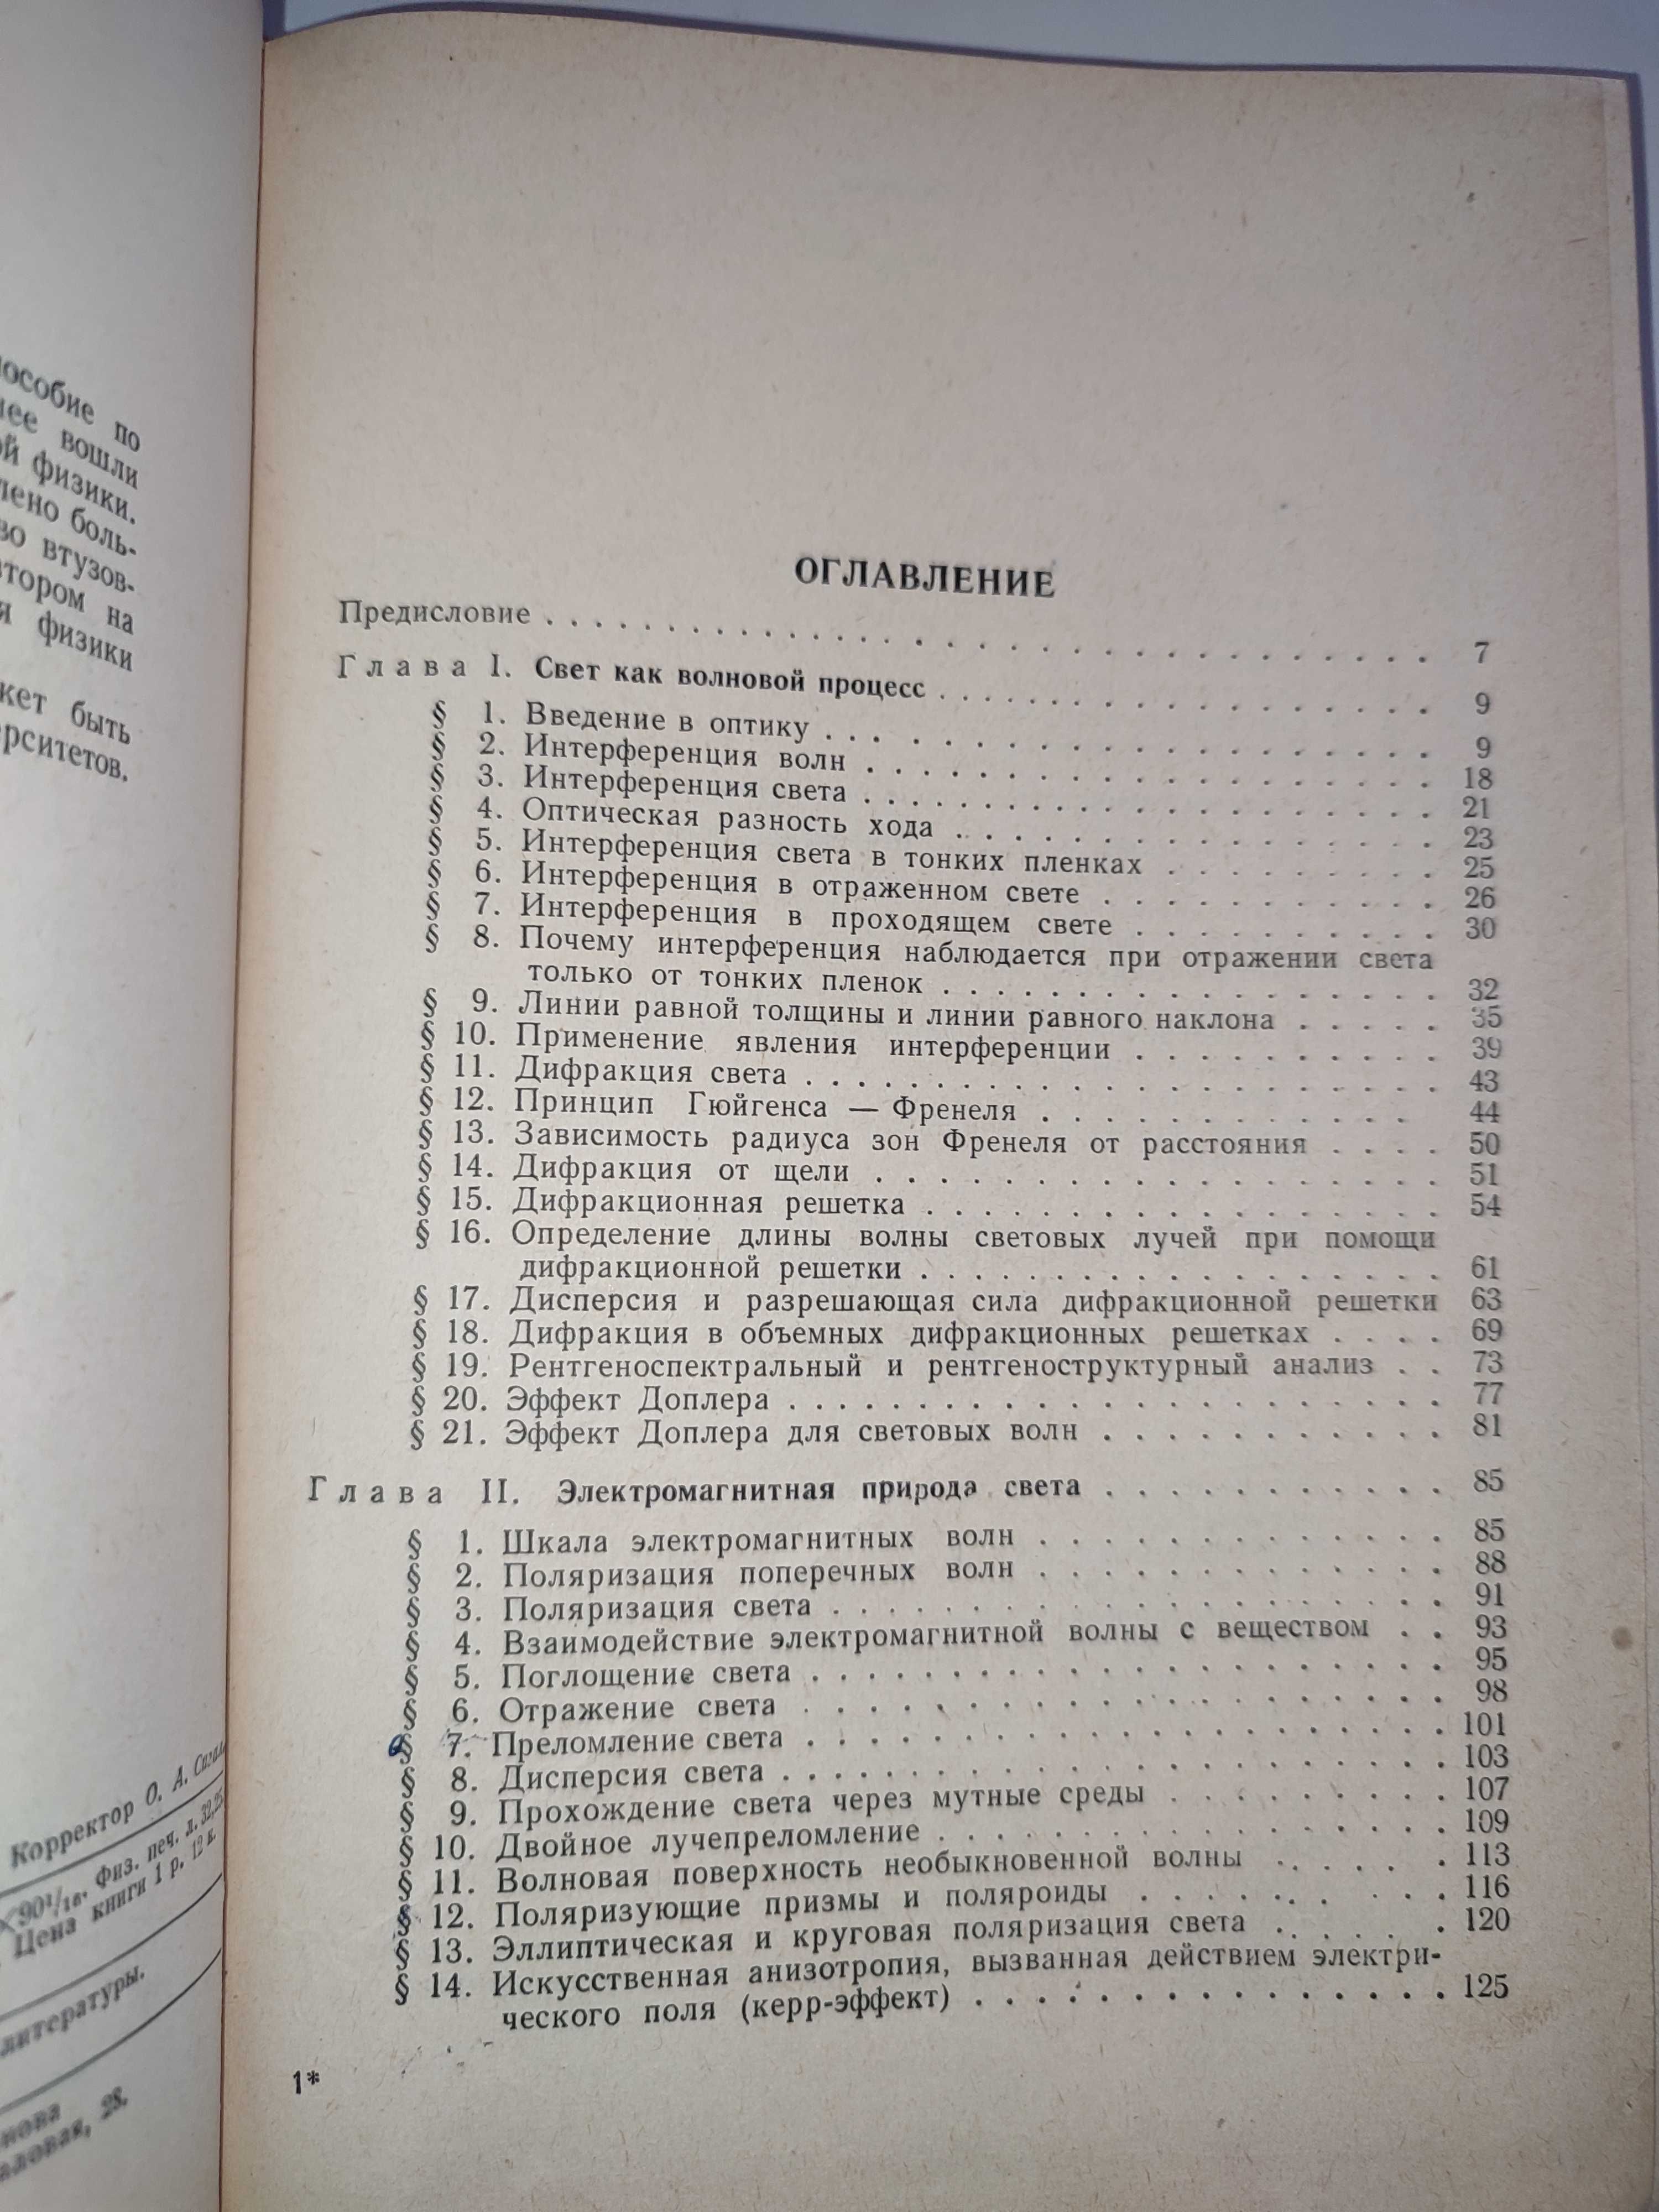 пособие по
вошли
физики.
боль-
втузов-
на
физики
быть
Корректор О. А.
90¹/₁₆. Физ. печ. л. 32,25
Цена книги 1 р. 12 к.
литературы.
28.
ОГЛАВЛЕНИЕ
Предисловие . . . . . . . . . . . . . . . . . . . . 7
Глава I. Свет как волновой процесс . . . . . . . . . . 9
§ 1. Введение в оптику . . . . . . . . . . 9
§ 2. Интерференция волн . . . . . . . . . . 18
§ 3. Интерференция света . . . . . . . . . . 21
§ 4. Оптическая разность хода . . . . . . . . . . 23
§ 5. Интерференция света в тонких пленках . . . . . . . . . 25
§ 6. Интерференция в отраженном свете . . . . . . . . . . 26
§ 7. Интерференция в проходящем свете . . . . . . . . . . 30
§ 8. Почему интерференция наблюдается при отражении света
только от тонких пленок . . . . . . . . . . 32
§ 9. Линии равной толщины и линии равного наклона . . . . . 35
§ 10. Применение явления интерференции . . . . . . . . . . 39
§ 11. Дифракция света . . . . . . . . . . 43
§ 12. Принцип Гюйгенса — Френеля . . . . . . . . . . 44
§ 13. Зависимость радиуса зон Френеля от расстояния . . . . 50
§ 14. Дифракция от щели . . . . . . . . . . 51
§ 15. Дифракционная решетка . . . . . . . . . . 54
§ 16. Определение длины волны световых лучей при помощи
дифракционной решетки . . . . . . . . . . 61
§ 17. Дисперсия и разрешающая сила дифракционной решетки 63
§ 18. Дифракция в объемных дифракционных решетках . . . . 69
§ 19. Рентгеноспектральный и рентгеноструктурный анализ . . 73
§ 20. Эффект Доплера . . . . . . . . . . 77
§ 21. Эффект Доплера для световых волн . . . . . . . . . . 81
Глава II. Электромагнитная природа света . . . . . . . . . . 85
§ 1. Шкала электромагнитных волн . . . . . . . . . . 85
§ 2. Поляризация поперечных волн . . . . . . . . . . 88
§ 3. Поляризация света . . . . . . . . . . 91
§ 4. Взаимодействие электромагнитной волны с веществом . . 93
§ 5. Поглощение света . . . . . . . . . . 95
§ 6. Отражение света . . . . . . . . . . 98
§ 7. Преломление света . . . . . . . . . . 101
§ 8. Дисперсия света . . . . . . . . . . 103
§ 9. Прохождение света через мутные среды . . . . . . . . . 107
§ 10. Двойное лучепреломление . . . . . . . . . . 109
§ 11. Волновая поверхность необыкновенной волны . . . . . . 113
§ 12. Поляризующие призмы и поляроиды . . . . . . . . . . 116
§ 13. Эллиптическая и круговая поляризация света . . . . . 120
§ 14. Искусственная анизотропия, вызванная действием электри-
ческого поля (керр-эффект) . . . . . . . . . . 125
1*